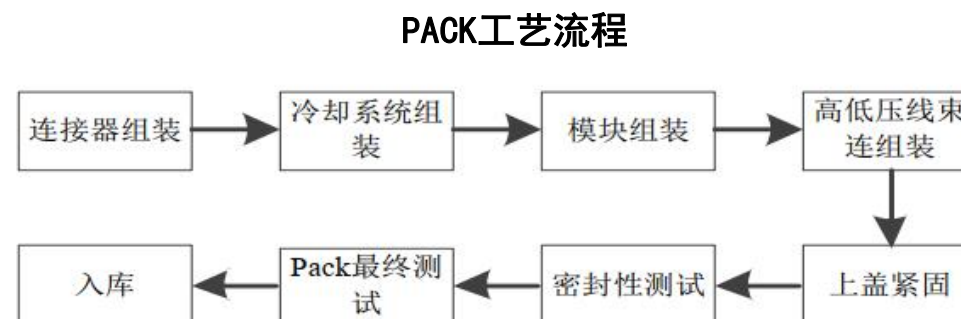 PACK工艺流程
连接器组装
冷却系统组
装
模块组装
高低压线束
连组装
上盖紧固
密封性测试
Pack最终测
试
入库